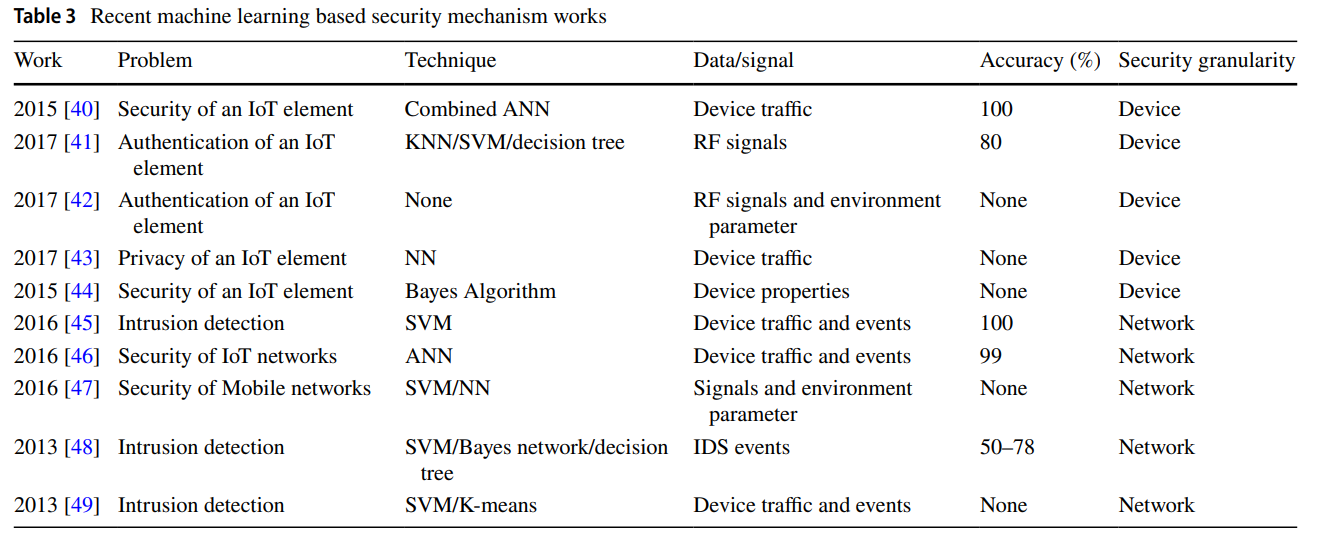 Table 3 Recent machine learning based security mechanism works
Work Problem Technique Data/signal Accuracy (%) Security granularity
2015 [40] Security of an IoT element Combined ANN Device traffic 100 Device
2017 [41] Authentication of an IoT KNN/SVM/decision tree RF signals 80 Device
element
2017 [42] Authentication of an IoT None RF signals and environment None Device
element parameter
2017 [43] Privacy of an IoT element NN Device traffic None Device
2015 [44] Security of an IoT element Bayes Algorithm Device properties None Device
2016 [45] Intrusion detection SVM Device traffic and events 100 Network
2016 [46] Security of IoT networks ANN Device traffic and events 99 Network
2016 [47] Security of Mobile networks SVM/NN Signals and environment None Network
parameter
2013 [48] Intrusion detection SVM/Bayes network/decision IDS events 50–78 Network
tree
2013 [49] Intrusion detection SVM/K-means Device traffic and events None Network